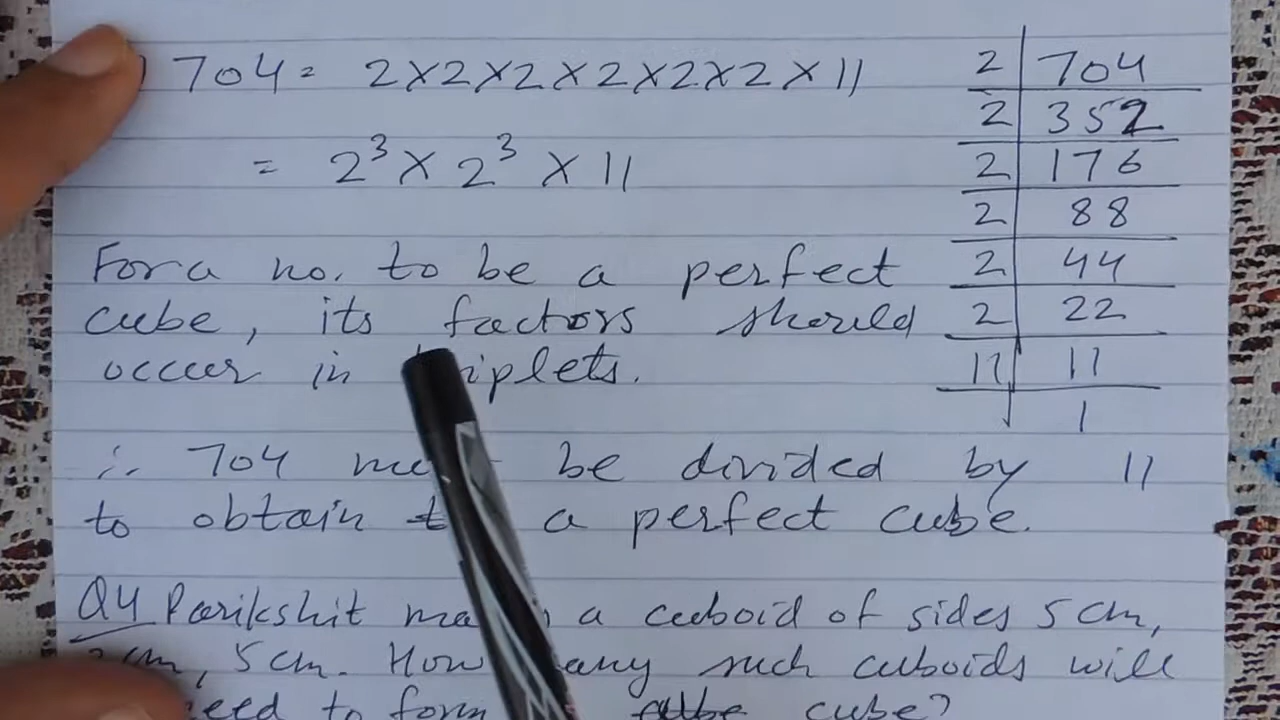 ) 704 = 2×2×2×2×2×2×11
= 2³ × 2³ × 11
For a no. to be a perfect
cube, its factors should
occur in triplets.
∴ 704 be divided by 11
to obtain a perfect cube.
Q4 Parikshit a cuboid of sides 5 cm,
cm, 5 cm. How such cuboids will
to form cube?
2 | 704
2 | 352
2 | 176
2 | 88
2 | 44
2 | 22
11 | 11
| 1